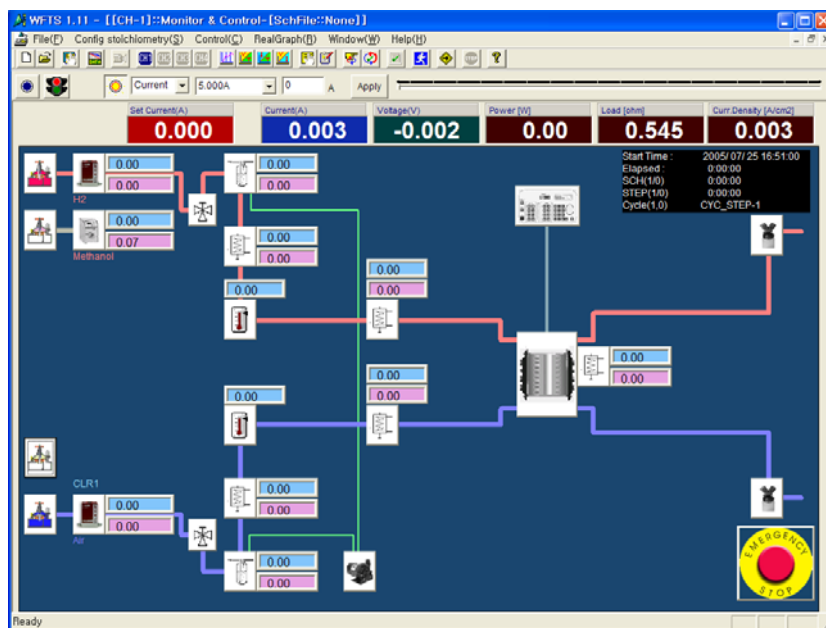 WFTS 1.11 - [[CH-1]::Monitor & Control-[SchFile::None]]
File(F) Config stoichiometry(S) Control(C) RealGraph(R) Window(W) Help(H)
Current 5.000A 0 A Apply
Set Current(A) Current(A) Voltage(V) Power [W] Load [ohm] Curr.Density [A/cm2]
0.000 0.003 -0.002 0.00 0.545 0.003
Start Time : 2005/ 07/ 25 16:51:00
Elapsed : 0:00:00
SCH(1/0) 0:00:00
STEP(1/0) 0:00:00
Cycle(1,0) CYC_STEP-1
0.00 0.00
0.00 0.00
H2
0.00
0.07
Methanol
0.00
0.00
0.00
0.00
0.00
0.00
0.00
0.00
0.00
0.00
0.00
CLR1
0.00
0.00
Air
0.00
0.00
0.00
0.00
EMERGENCY
STOP
Ready